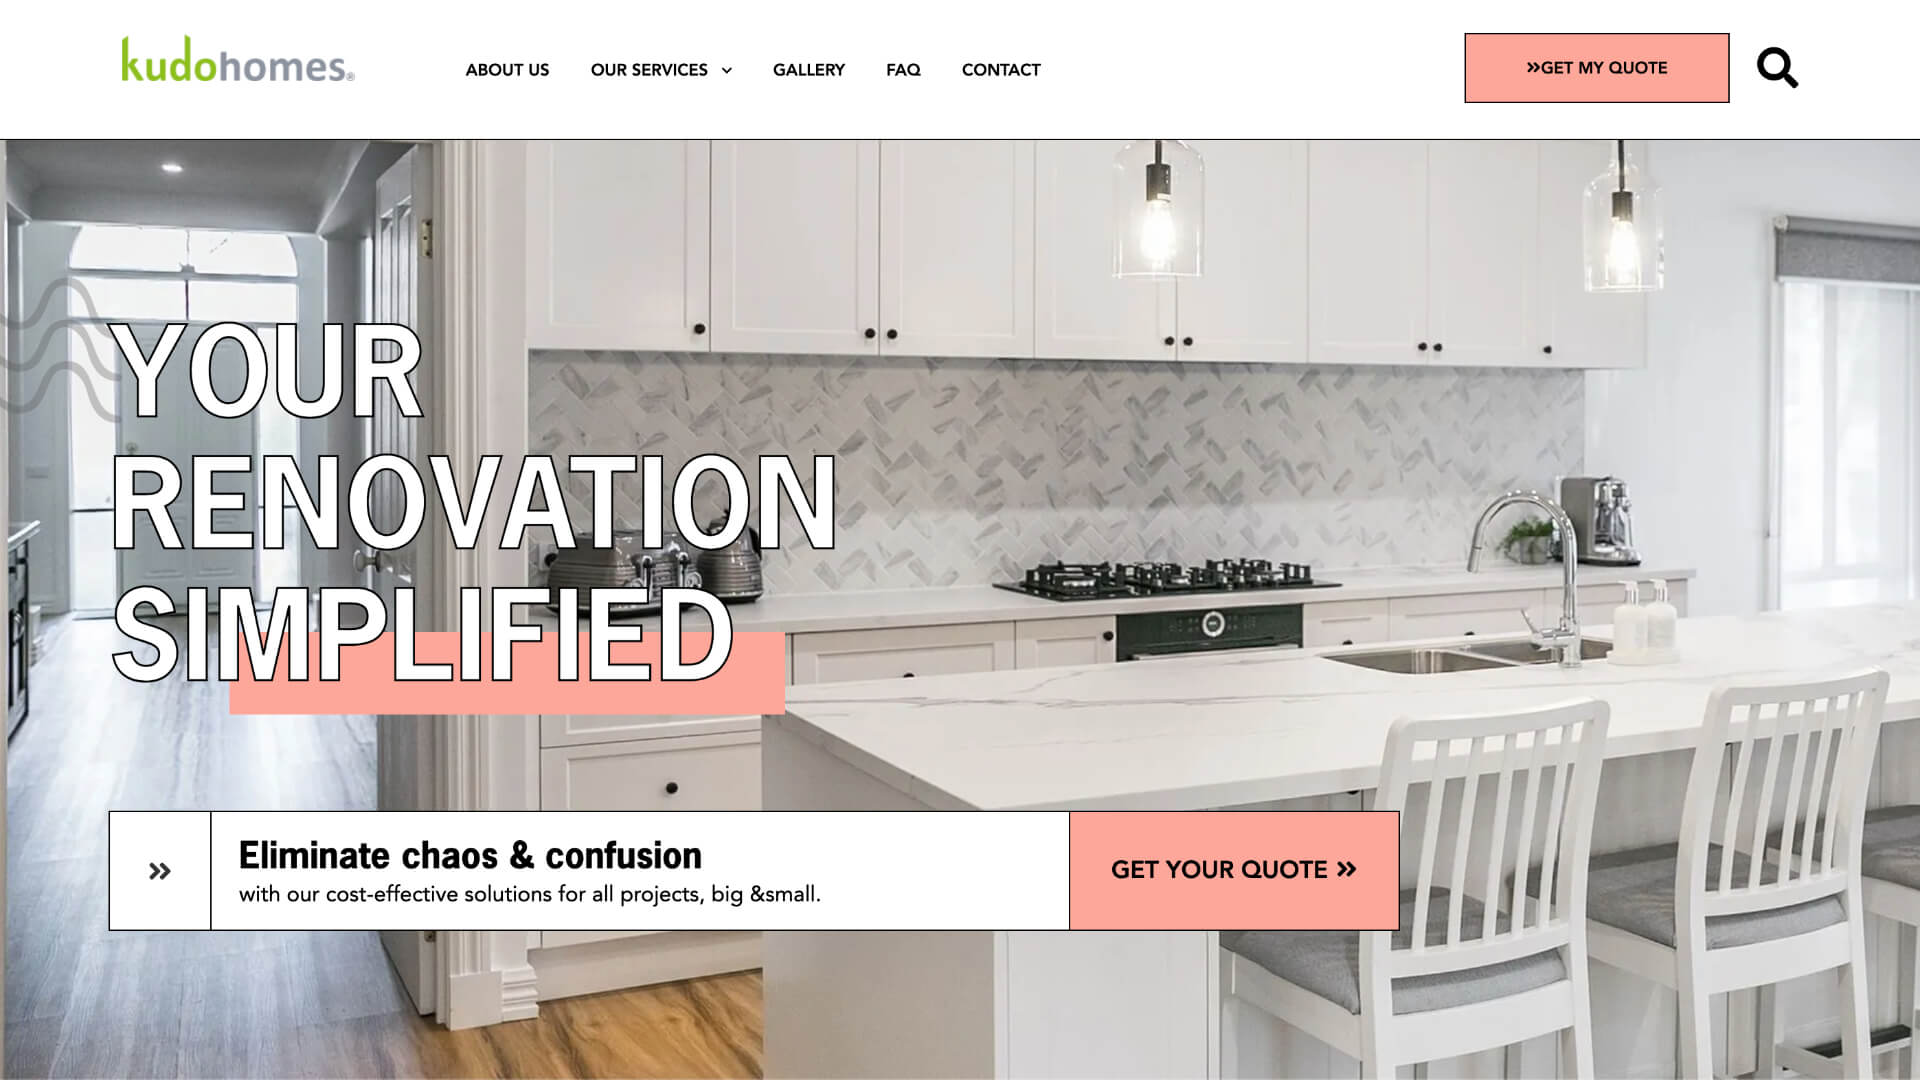 kudohomes®
ABOUT US
OUR SERVICES
GALLERY
FAQ
CONTACT
»GET MY QUOTE
YOUR
RENOVATION
SIMPLIFIED
»
Eliminate chaos & confusion
with our cost-effective solutions for all projects, big &small.
GET YOUR QUOTE »